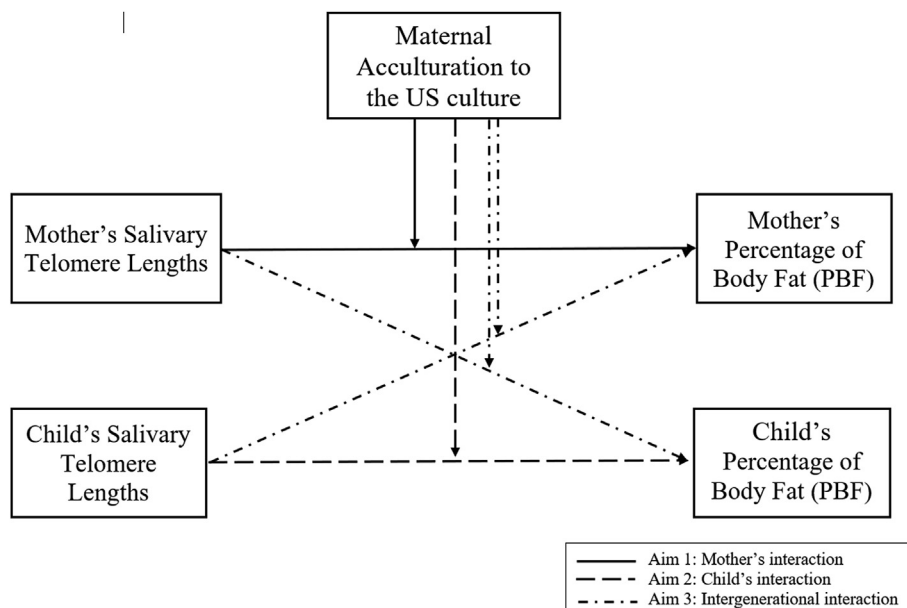 Maternal
Acculturation to
the US culture
Mother’s Salivary
Telomere Lengths
Mother’s
Percentage of
Body Fat (PBF)
Child’s Salivary
Telomere
Lengths
Child’s
Percentage of
Body Fat (PBF)
Aim 1: Mother’s interaction
Aim 2: Child’s interaction
Aim 3: Intergenerational interaction